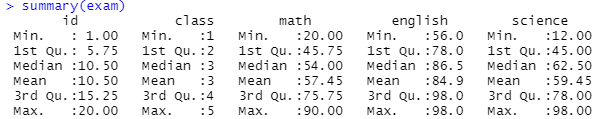 > summary(exam)
       id            class        math          english        science     
 Min.   : 1.00   Min.   :1   Min.   :20.00   Min.   :56.0   Min.   :12.00  
 1st Qu.: 5.75   1st Qu.:2   1st Qu.:45.75   1st Qu.:78.0   1st Qu.:45.00  
 Median :10.50   Median :3   Median :54.00   Median :86.5   Median :62.50  
 Mean   :10.50   Mean   :3   Mean   :57.45   Mean   :84.9   Mean   :59.45  
 3rd Qu.:15.25   3rd Qu.:4   3rd Qu.:75.75   3rd Qu.:98.0   3rd Qu.:78.00  
 Max.   :20.00   Max.   :5   Max.   :90.00   Max.   :98.0   Max.   :98.00